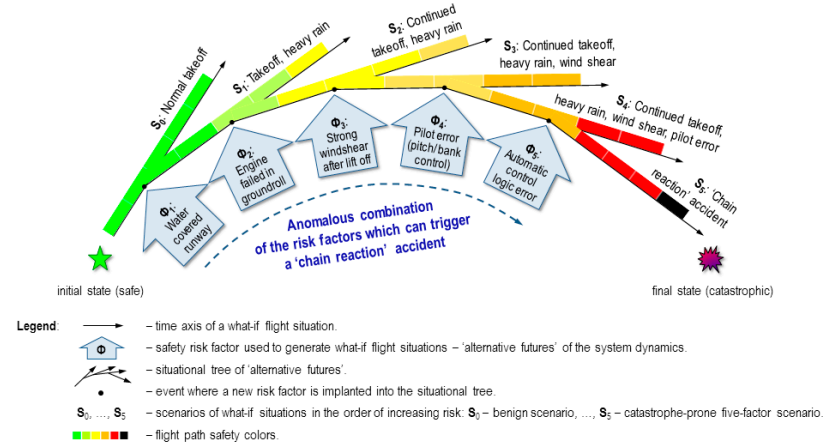 S₀: Normal takeoff
S₁: Takeoff, heavy rain
S₂: Continued
takeoff, heavy rain
S₃: Continued takeoff,
heavy rain, wind shear
S₄: Continued takeoff,
heavy rain, wind shear, pilot error
S₅: 'Chain
reaction' accident
Φ₁: Water
covered
runway
Φ₂: Engine
failed in
groundroll
Φ₃:
Strong
windshear
after lift off
Φ₄:
Pilot error
(pitch/bank
control)
Φ₅:
Automatic
control
logic error
Anomalous combination
of the risk factors which can trigger
a 'chain reaction' accident
initial state (safe)
final state (catastrophic)
Legend:
– time axis of a what-if flight situation.
Φ – safety risk factor used to generate what-if flight situations – 'alternative futures' of the system dynamics.
– situational tree of 'alternative futures'.
– event where a new risk factor is implanted into the situational tree.
S₀, ..., S₅ – scenarios of what-if situations in the order of increasing risk: S₀ – benign scenario, ..., S₅ – catastrophe-prone five-factor scenario.
– flight path safety colors.